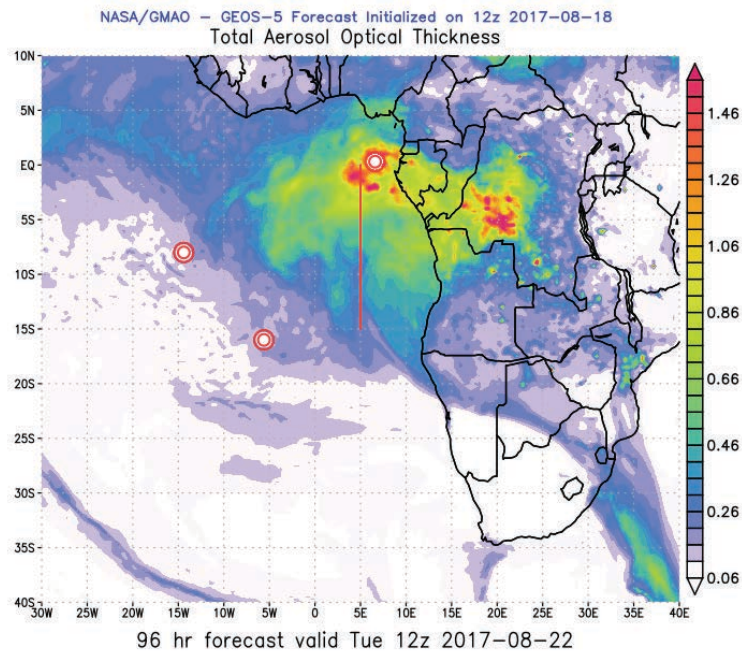 NASA/GMAO – GEOS-5 Forecast Initialized on 12z 2017-08-18
Total Aerosol Optical Thickness
10N
5N
EQ
5S
10S
15S
20S
25S
30S
35S
40S
30W 25W 20W 15W 10W 5W 0 5E 10E 15E 20E 25E 30E 35E 40E
1.46
1.26
1.06
0.86
0.66
0.46
0.26
0.06
96 hr forecast valid Tue 12z 2017-08-22